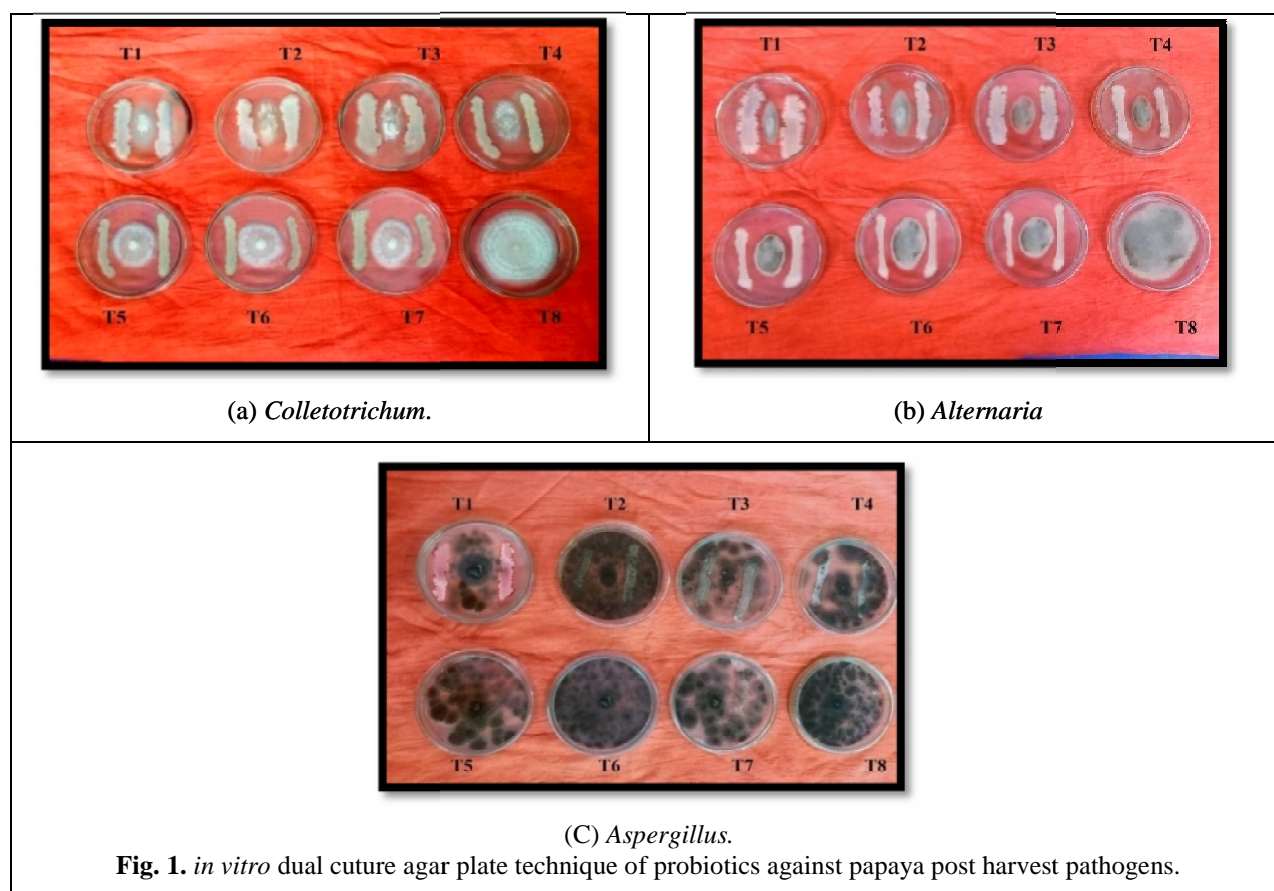 T1 T2 T3 T4
T5 T6 T7 T8
(a) Colletotrichum.
T1 T2 T3 T4
T5 T6 T7 T8
(b) Alternaria
T1 T2 T3 T4
T5 T6 T7 T8
(C) Aspergillus.
Fig. 1. in vitro dual cuture agar plate technique of probiotics against papaya post harvest pathogens.